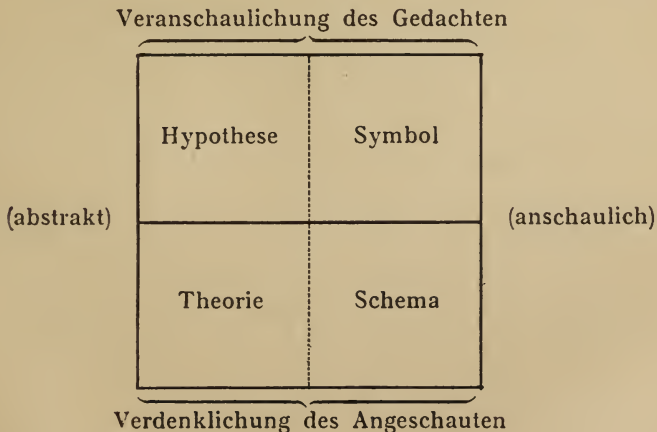 Veranschaulichung des Gedachten
Hypothese Symbol
(abstrakt) (anschaulich)
Theorie Schema
Verdenklichung des Angeschauten